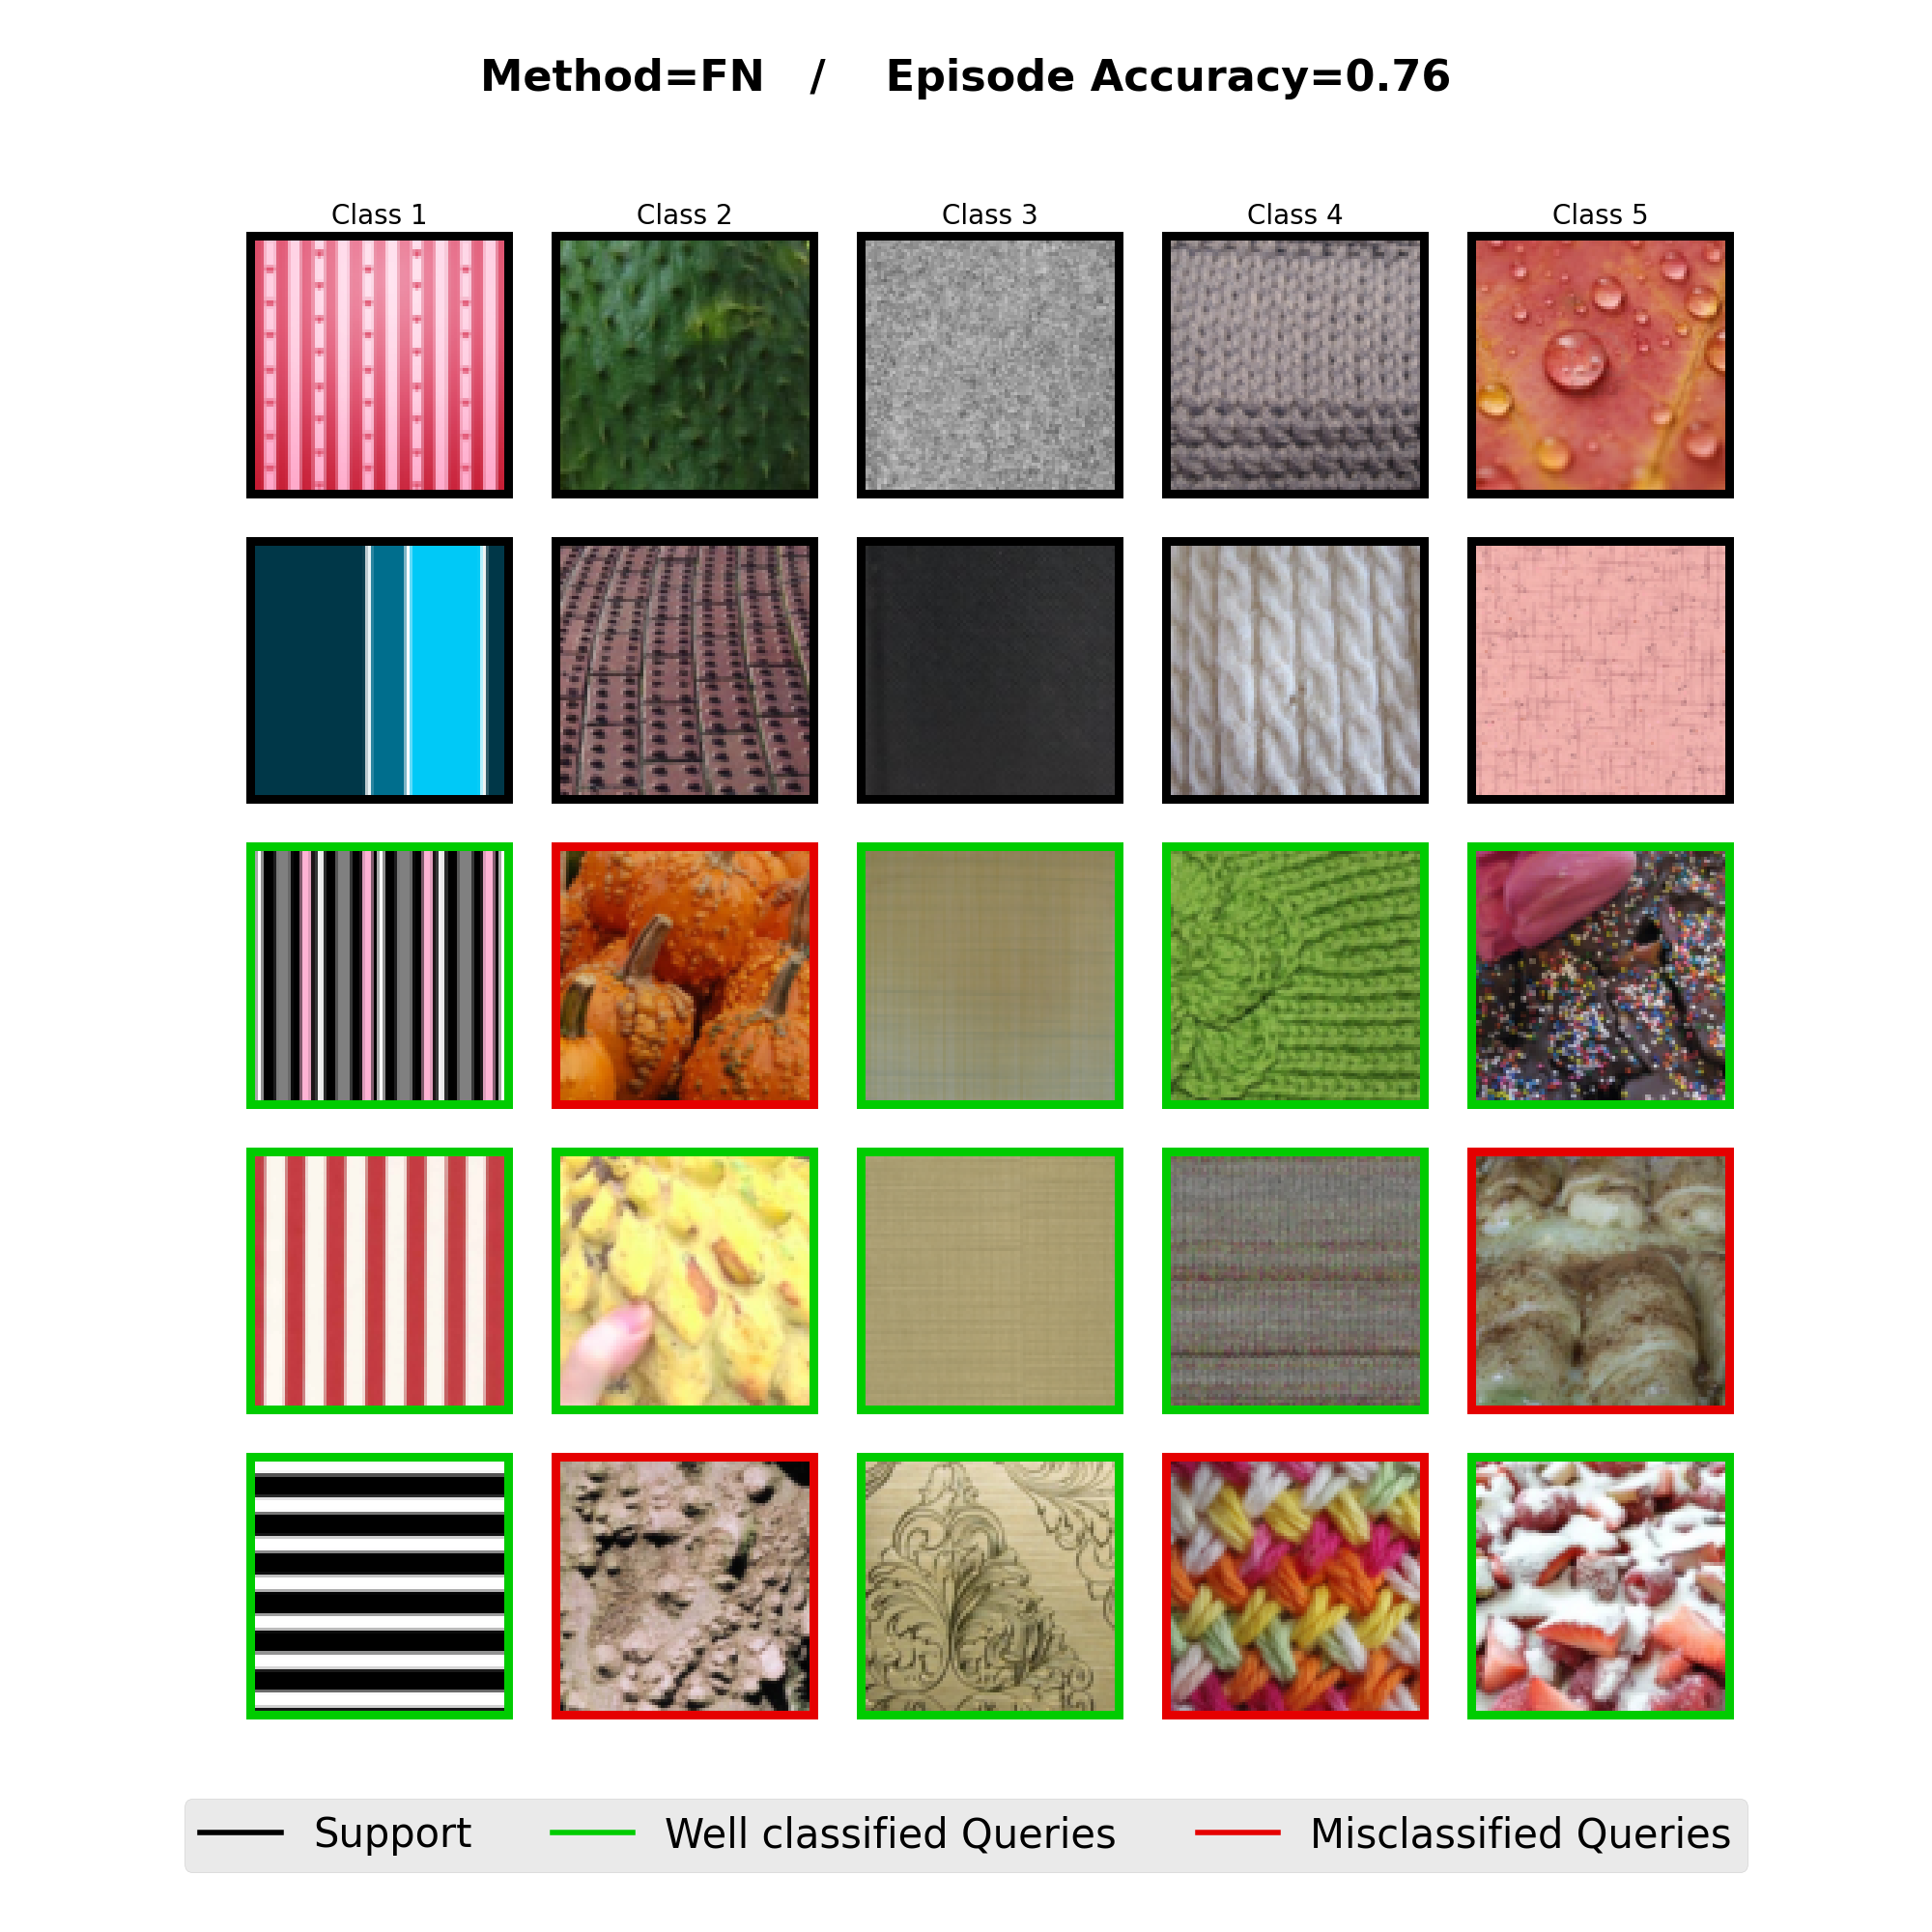 Method=FN / Episode Accuracy=0.76
Class 1 Class 2 Class 3 Class 4 Class 5
Support Well classified Queries Misclassified Queries